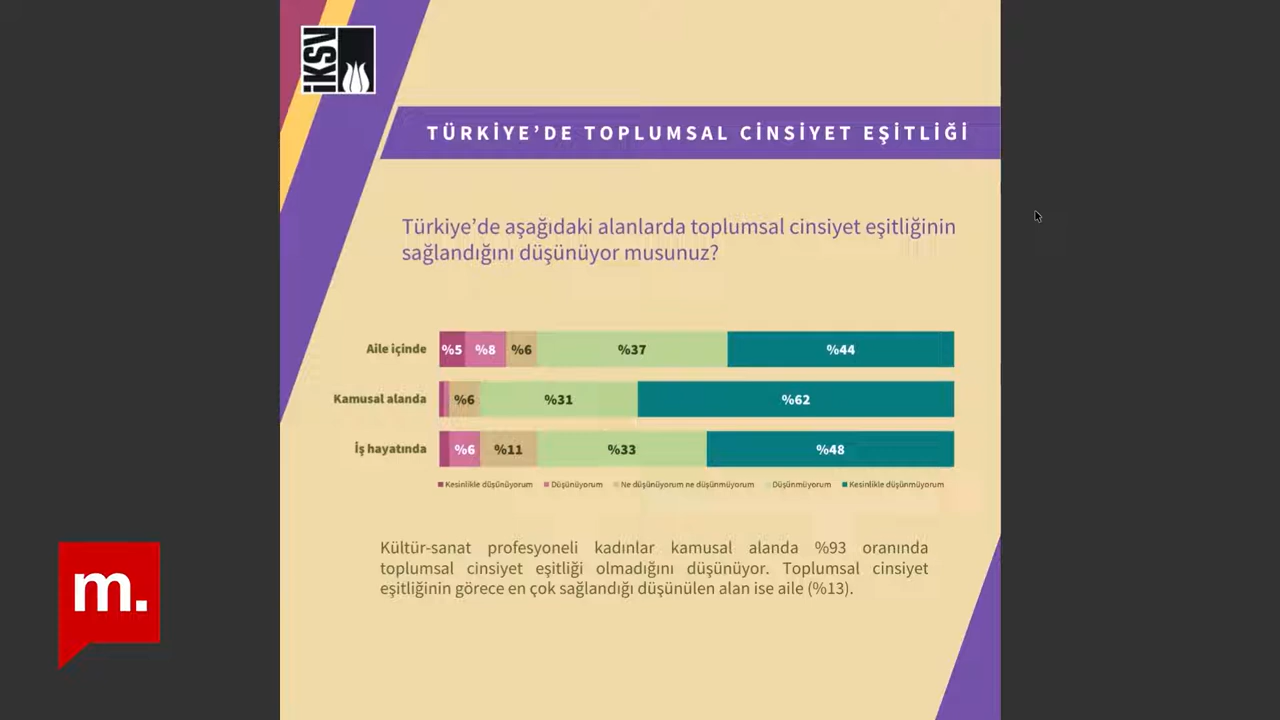 İKSV
TÜRKİYE’DE TOPLUMSAL CİNSİYET EŞİTLİĞİ
Türkiye’de aşağıdaki alanlarda toplumsal cinsiyet eşitliğinin
sağlandığını düşünüyor musunuz?
Aile içinde %5 %8 %6 %37 %44
Kamusal alanda %6 %31 %62
İş hayatında %6 %11 %33 %48
Kesinlikle düşünüyorum Düşünüyorum Ne düşünüyorum ne düşünmüyorum Düşünmüyorum Kesinlikle düşünmüyorum
Kültür-sanat profesyoneli kadınlar kamusal alanda %93 oranında
toplumsal cinsiyet eşitliği olmadığını düşünüyor. Toplumsal cinsiyet
eşitliğinin görece en çok sağlandığı düşünülen alan ise aile (%13).
m.